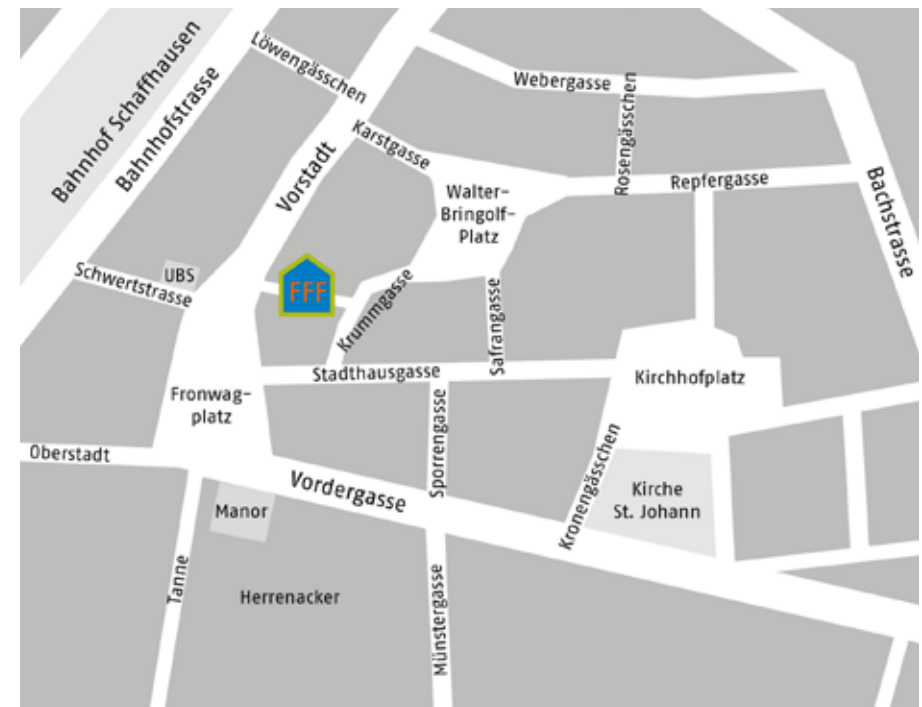 Bahnhof Schaffhausen
Bahnhofstrasse
Löwengässchen
Webergasse
Rosengässchen
Karstgasse
Vorstadt
Walter-
Bringolf-
Platz
Repfergasse
Bachstrasse
Schwertstrasse
UBS
FFF
Krummgasse
Safrangasse
Stadthausgasse
Kirchhofplatz
Fronwag-
platz
Sporrengasse
Oberstadt
Vordergasse
Kronengässchen
Kirche
St. Johann
Manor
Tanne
Herrenacker
Münstergasse